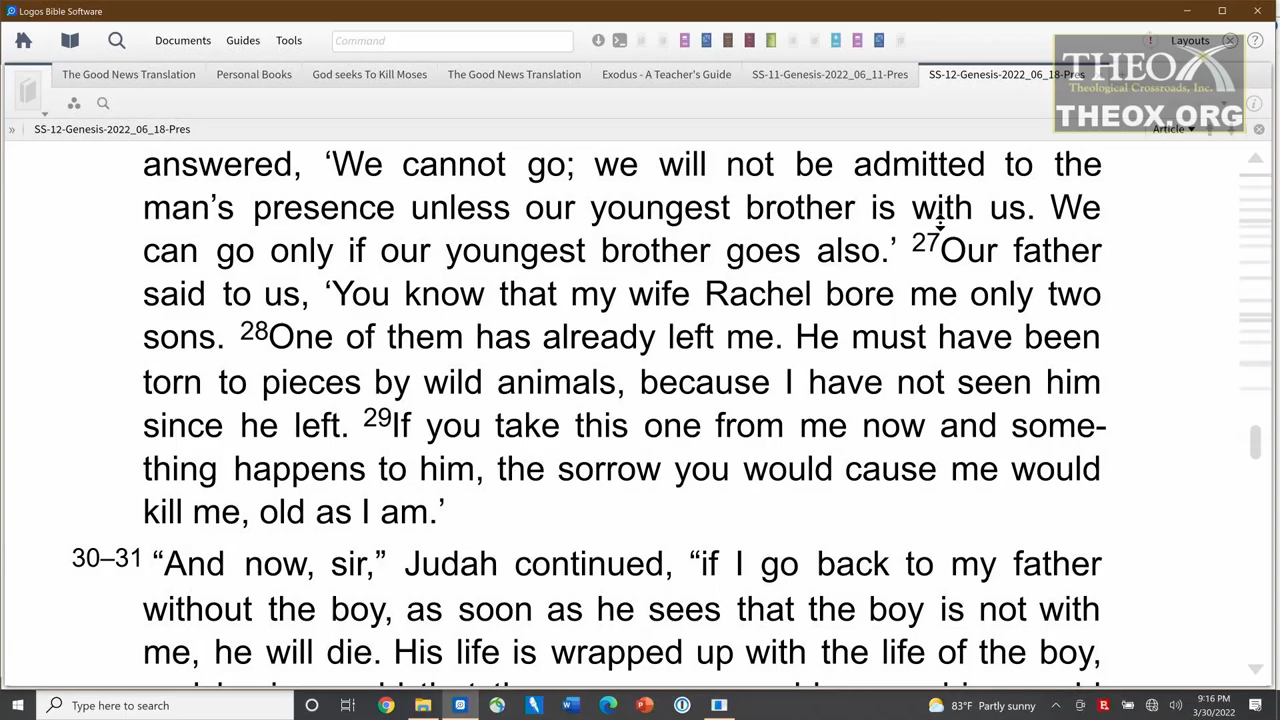 Logos Bible Software
Documents Guides Tools Command Layouts
The Good News Translation Personal Books God seeks To Kill Moses The Good News Translation Exodus - A Teacher's Guide SS-11-Genesis-2022_06_11-Pres SS-12-Genesis-2022_06_18-Pres
THEOX
Theological Crossroads, Inc.
THEOX.ORG
SS-12-Genesis-2022_06_18-Pres Article
answered, ‘We cannot go; we will not be admitted to the
man’s presence unless our youngest brother is with us. We
can go only if our youngest brother goes also.’ 27Our father
said to us, ‘You know that my wife Rachel bore me only two
sons. 28One of them has already left me. He must have been
torn to pieces by wild animals, because I have not seen him
since he left. 29If you take this one from me now and some-
thing happens to him, the sorrow you would cause me would
kill me, old as I am.’
30–31 “And now, sir,” Judah continued, “if I go back to my father
without the boy, as soon as he sees that the boy is not with
me, he will die. His life is wrapped up with the life of the boy,
Type here to search
83°F Partly sunny
9:16 PM
3/30/2022